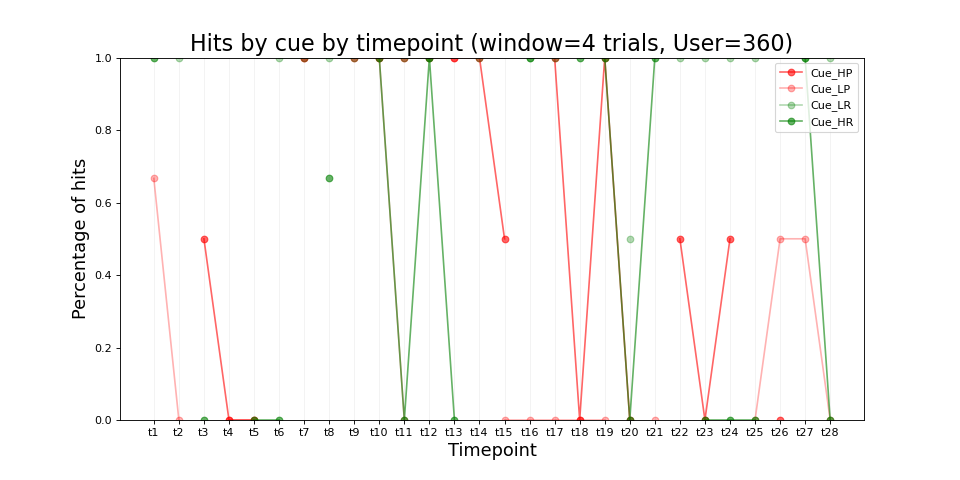 Hits by cue by timepoint (window=4 trials, User=360)
Percentage of hits
1.0
0.8
0.6
0.4
0.2
0.0
Cue_HP
Cue_LP
Cue_LR
Cue_HR
t1 t2 t3 t4 t5 t6 t7 t8 t9 t10 t11 t12 t13 t14 t15 t16 t17 t18 t19 t20 t21 t22 t23 t24 t25 t26 t27 t28
Timepoint